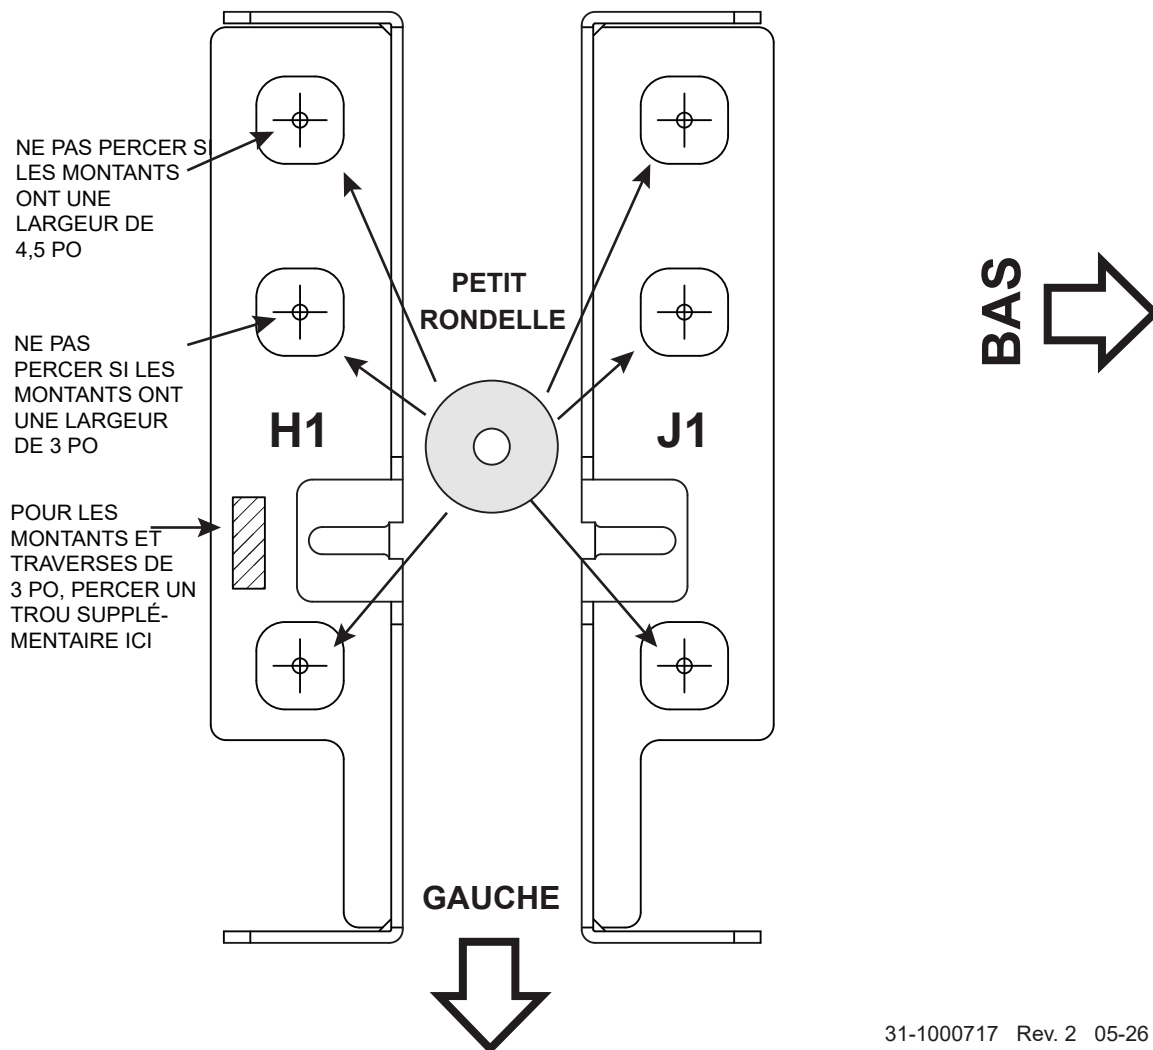 NE PAS PERCER SI
LES MONTANTS
ONT UNE
LARGEUR DE
4,5 PO
PETIT
RONDELLE
BAS
NE PAS
PERCER SI LES
MONTANTS ONT
UNE LARGEUR
DE 3 PO
H1
J1
POUR LES
MONTANTS ET
TRAVERSES DE
3 PO, PERCER UN
TROU SUPPLÉ-
MENTAIRE ICI
GAUCHE
31-1000717 Rev. 2 05-26